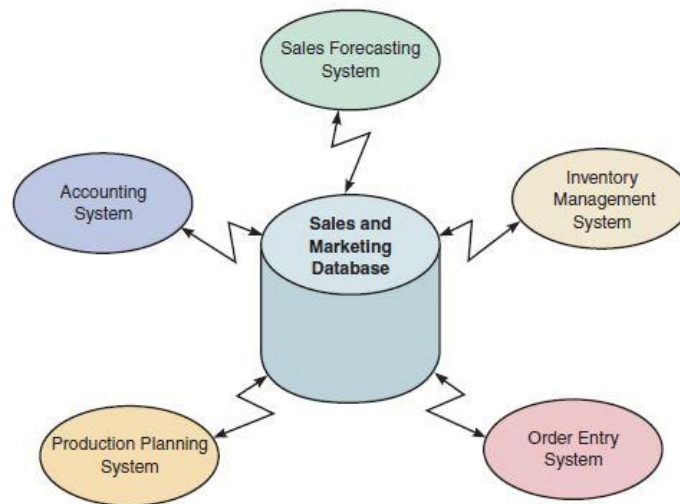 Sales Forecasting
System
Accounting
System
Inventory
Management
System
Sales and
Marketing
Database
Production Planning
System
Order Entry
System